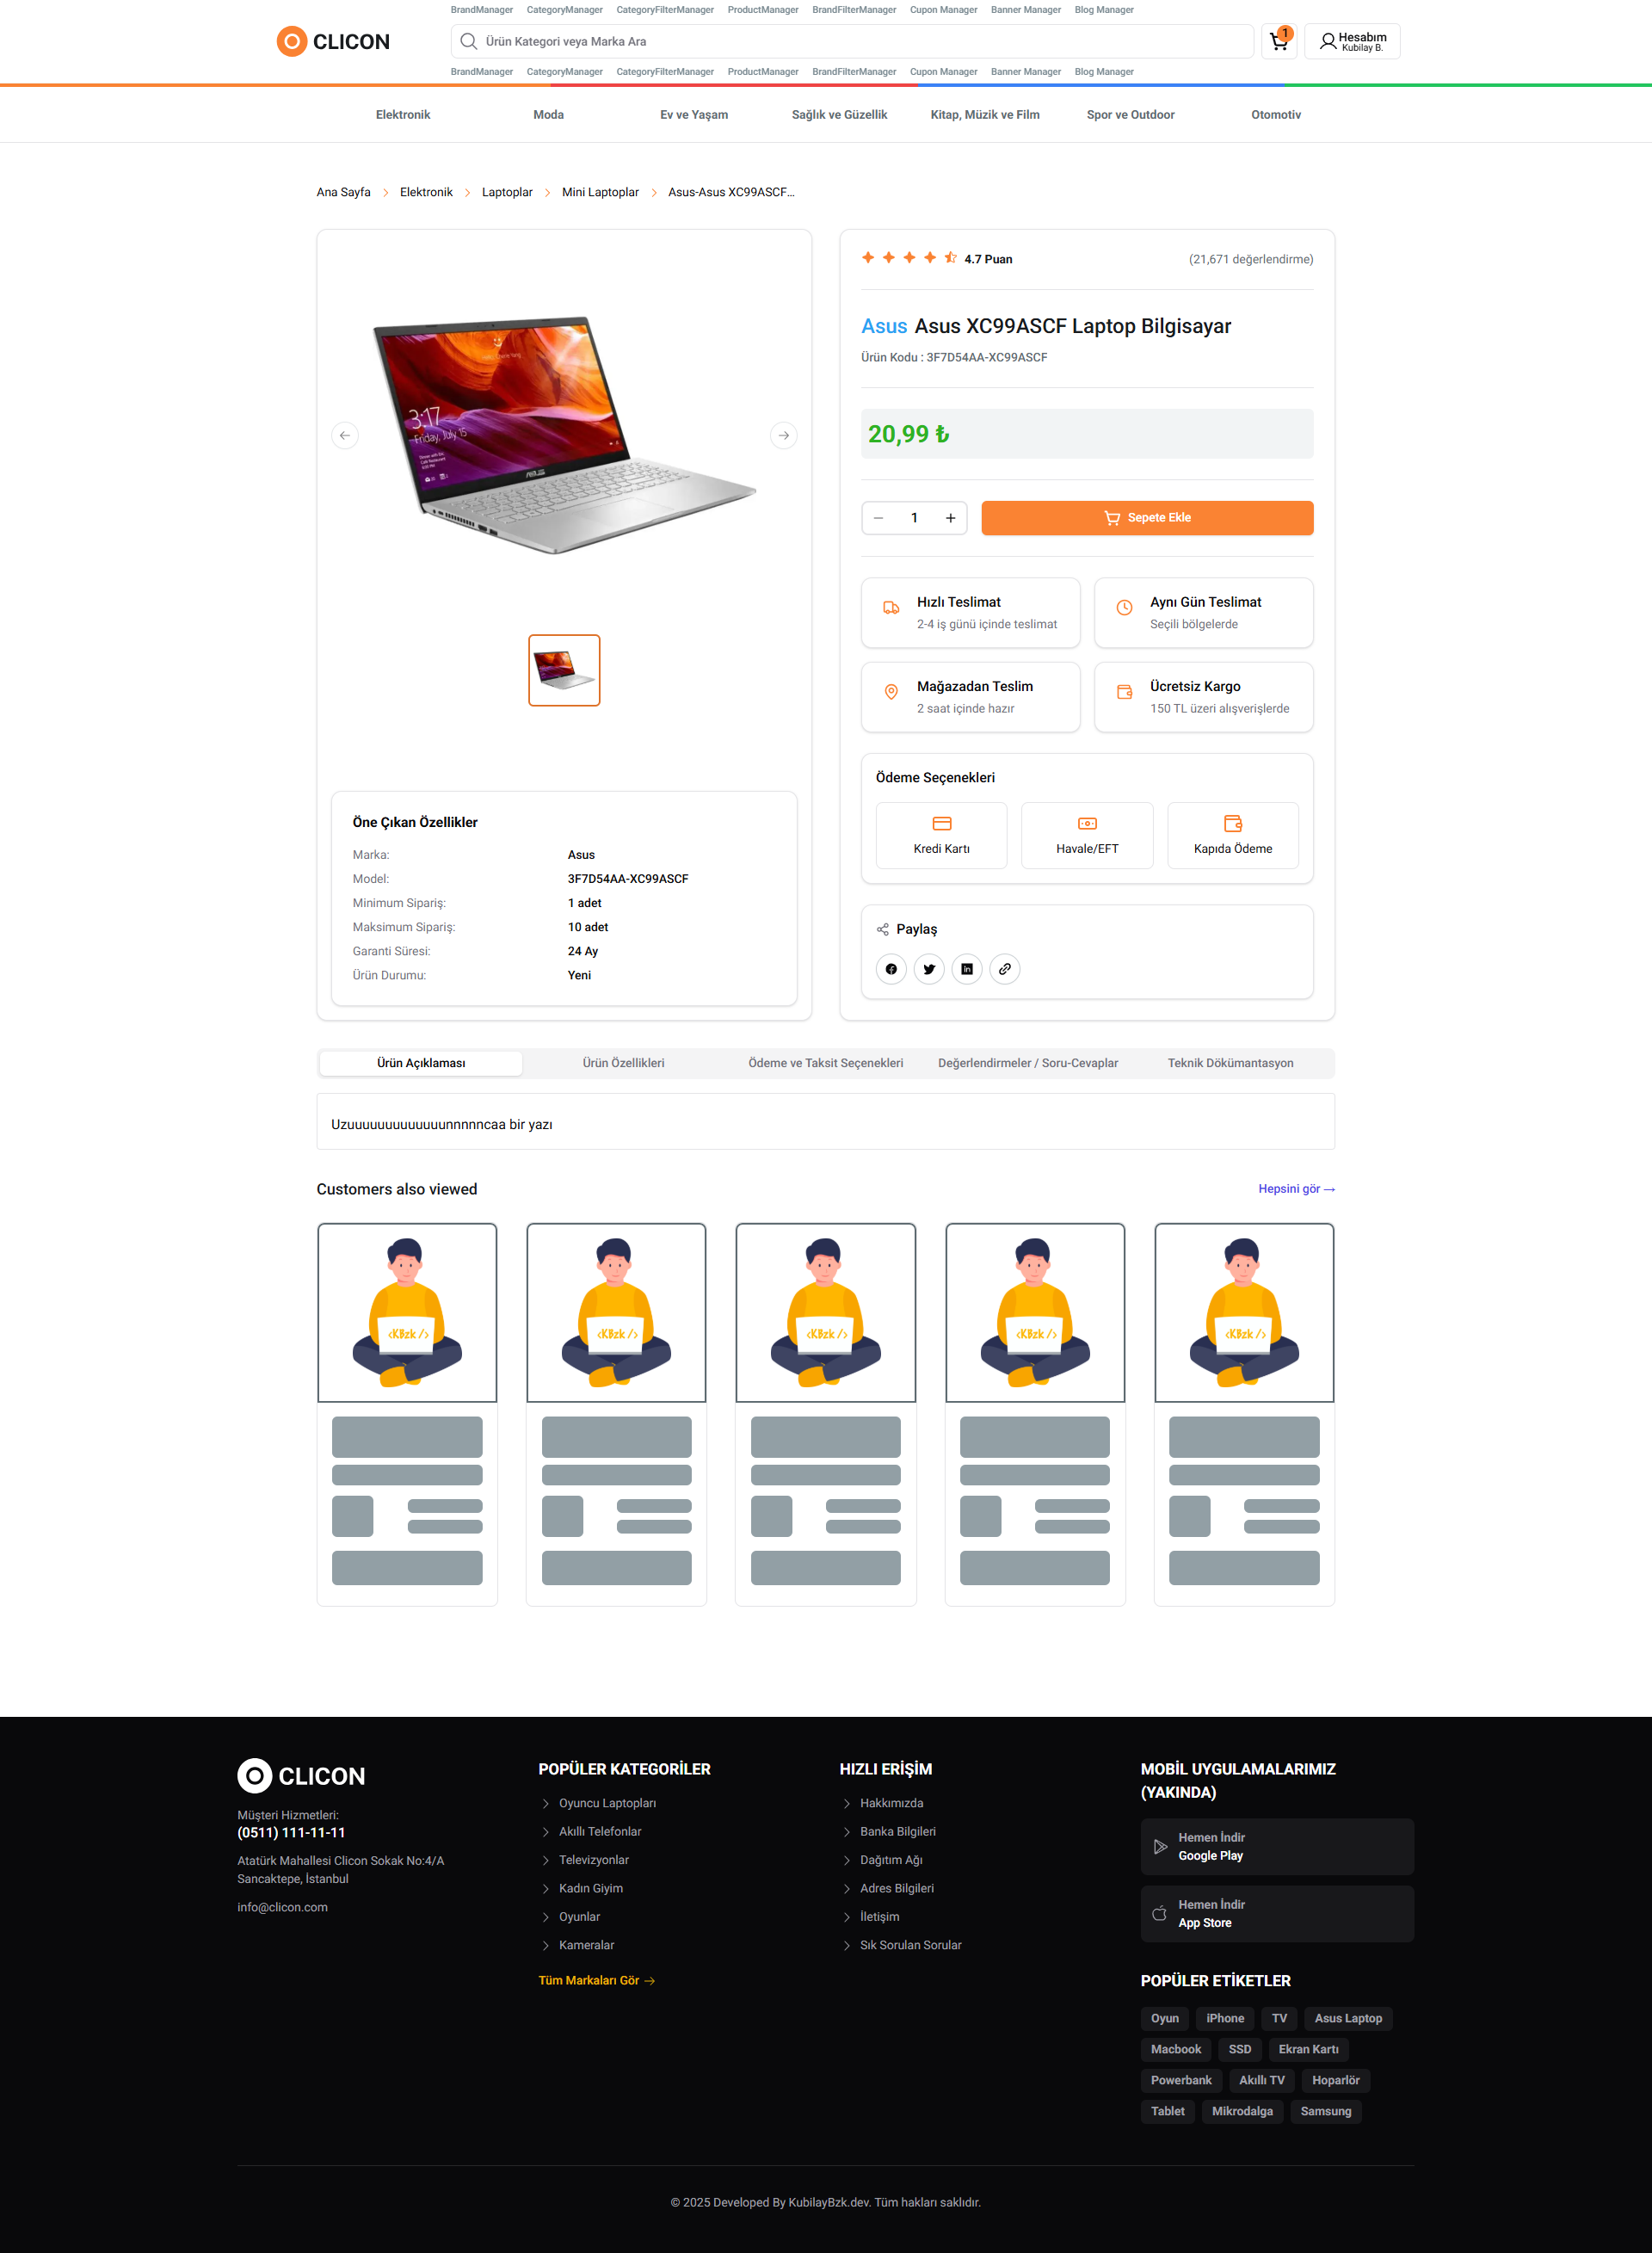 BrandManager CategoryManager CategoryFilterManager ProductManager BrandFilterManager Cupon Manager Banner Manager Blog Manager
CLICON
Ürün Kategori veya Marka Ara
1
Hesabım
Kubilay B.
BrandManager CategoryManager CategoryFilterManager ProductManager BrandFilterManager Cupon Manager Banner Manager Blog Manager
Elektronik Moda Ev ve Yaşam Sağlık ve Güzellik Kitap, Müzik ve Film Spor ve Outdoor Otomotiv
Ana Sayfa Elektronik Laptoplar Mini Laptoplar Asus-Asus XC99ASCF...
3:17
Friday, July 15
ASUS
Öne Çıkan Özellikler
Marka: Asus
Model: 3F7D54AA-XC99ASCF
Minimum Sipariş: 1 adet
Maksimum Sipariş: 10 adet
Garanti Süresi: 24 Ay
Ürün Durumu: Yeni
4.7 Puan (21,671 değerlendirme)
Asus Asus XC99ASCF Laptop Bilgisayar
Ürün Kodu : 3F7D54AA-XC99ASCF
20,99 ₺
1
Sepete Ekle
Hızlı Teslimat
2-4 iş günü içinde teslimat
Aynı Gün Teslimat
Seçili bölgelerde
Mağazadan Teslim
2 saat içinde hazır
Ücretsiz Kargo
150 TL üzeri alışverişlerde
Ödeme Seçenekleri
Kredi Kartı Havale/EFT Kapıda Ödeme
Paylaş
Ürün Açıklaması Ürün Özellikleri Ödeme ve Taksit Seçenekleri Değerlendirmeler / Soru-Cevaplar Teknik Dökümantasyon
Uzuuuuuuuuuuuuunnnnncaa bir yazı
Customers also viewed Hepsini gör →
<KBzk /> <KBzk /> <KBzk /> <KBzk /> <KBzk />
CLICON
Müşteri Hizmetleri:
(0511) 111-11-11
Atatürk Mahallesi Clicon Sokak No:4/A
Sancaktepe, İstanbul
info@clicon.com
POPÜLER KATEGORİLER
Oyuncu Laptopları
Akıllı Telefonlar
Televizyonlar
Kadın Giyim
Oyunlar
Kameralar
Tüm Markaları Gör →
HIZLI ERİŞİM
Hakkımızda
Banka Bilgileri
Dağıtım Ağı
Adres Bilgileri
İletişim
Sık Sorulan Sorular
MOBİL UYGULAMALARIMIZ
(YAKINDA)
Hemen İndir
Google Play
Hemen İndir
App Store
POPÜLER ETİKETLER
Oyun iPhone TV Asus Laptop
Macbook SSD Ekran Kartı
Powerbank Akıllı TV Hoparlör
Tablet Mikrodalga Samsung
© 2025 Developed By KubilayBzk.dev. Tüm hakları saklıdır.